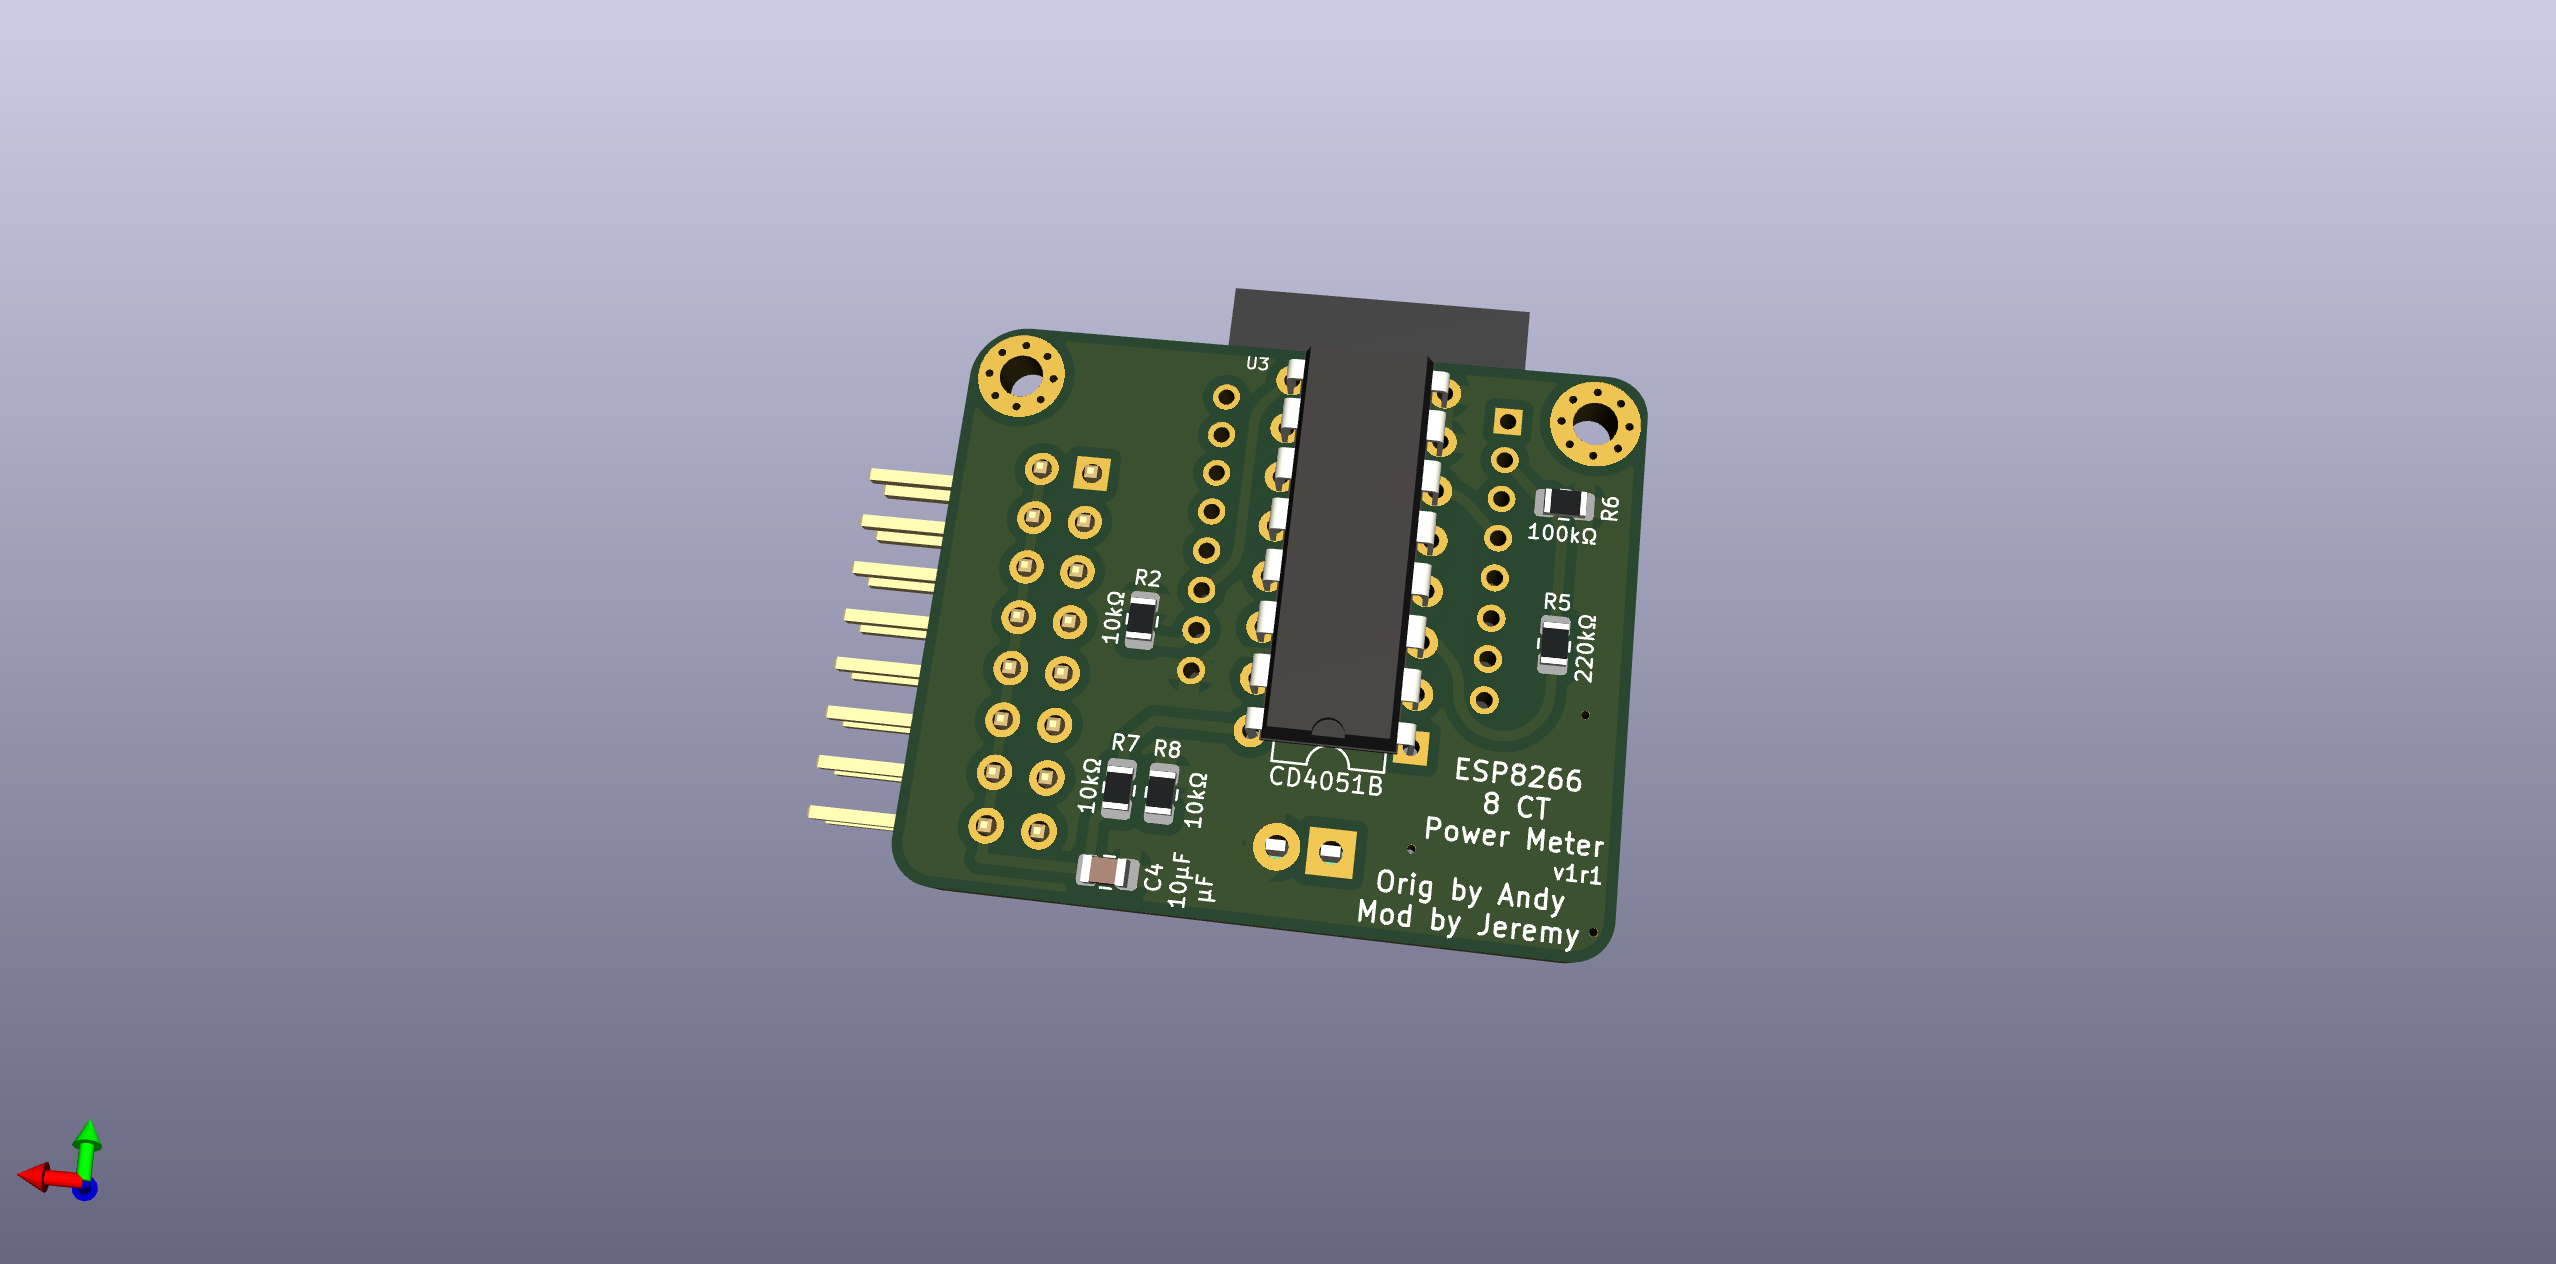 U3
R6
100kΩ
R2
10kΩ
R5
220kΩ
R7
R8
10kΩ
10kΩ
CD4051B
C4
10µF
µF
ESP8266
8 CT
Power Meter
v1r1
Orig by Andy
Mod by Jeremy